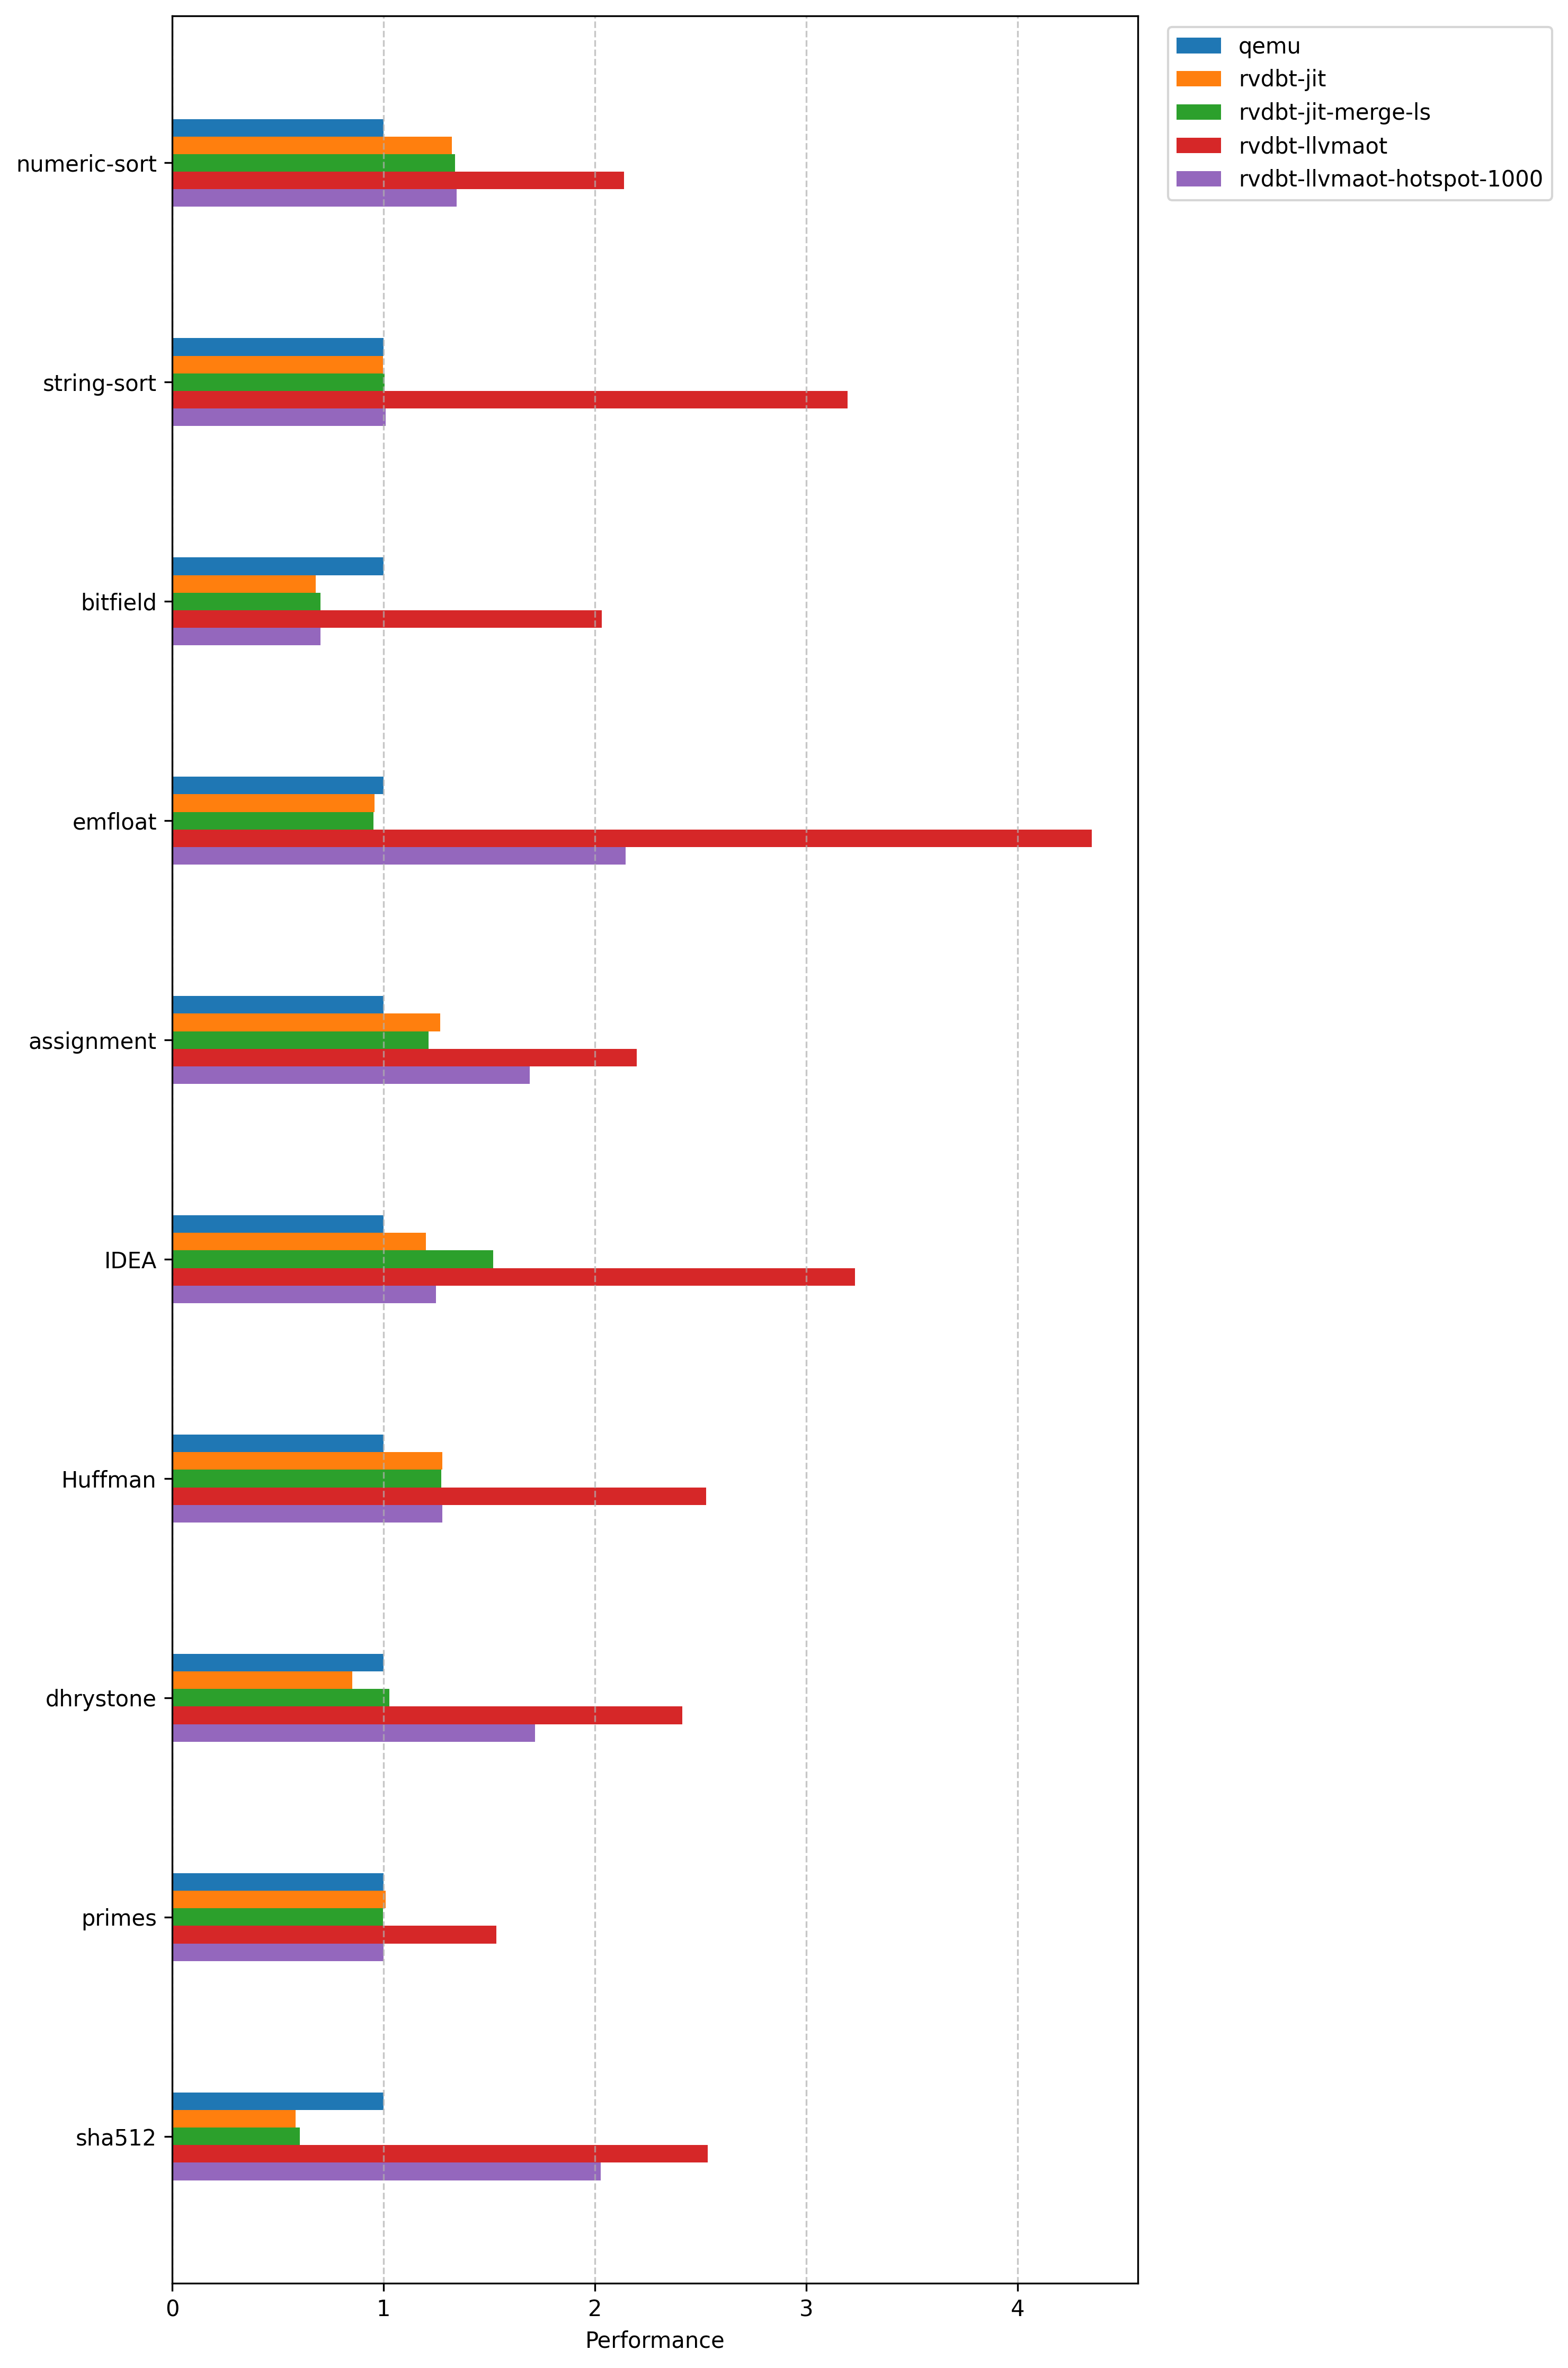 qemu
rvdbt-jit
rvdbt-jit-merge-ls
rvdbt-llvmaot
rvdbt-llvmaot-hotspot-1000
numeric-sort
string-sort
bitfield
emfloat
assignment
IDEA
Huffman
dhrystone
primes
sha512
0 1 2 3 4
Performance